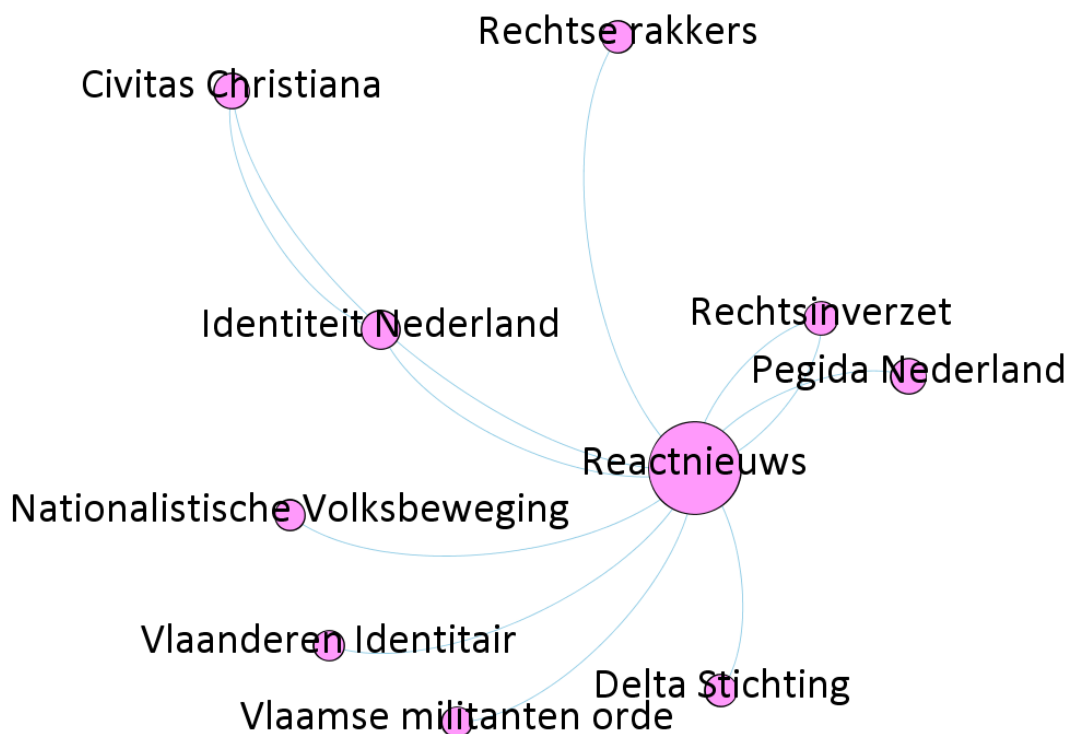 Rechtse rakkers
Civitas Christiana
Rechtsinverzet
Identiteit Nederland
Pegida Nederland
Reactnieuws
Nationalistische Volksbeweging
Vlaanderen Identitair
Delta Stichting
Vlaamse militanten orde